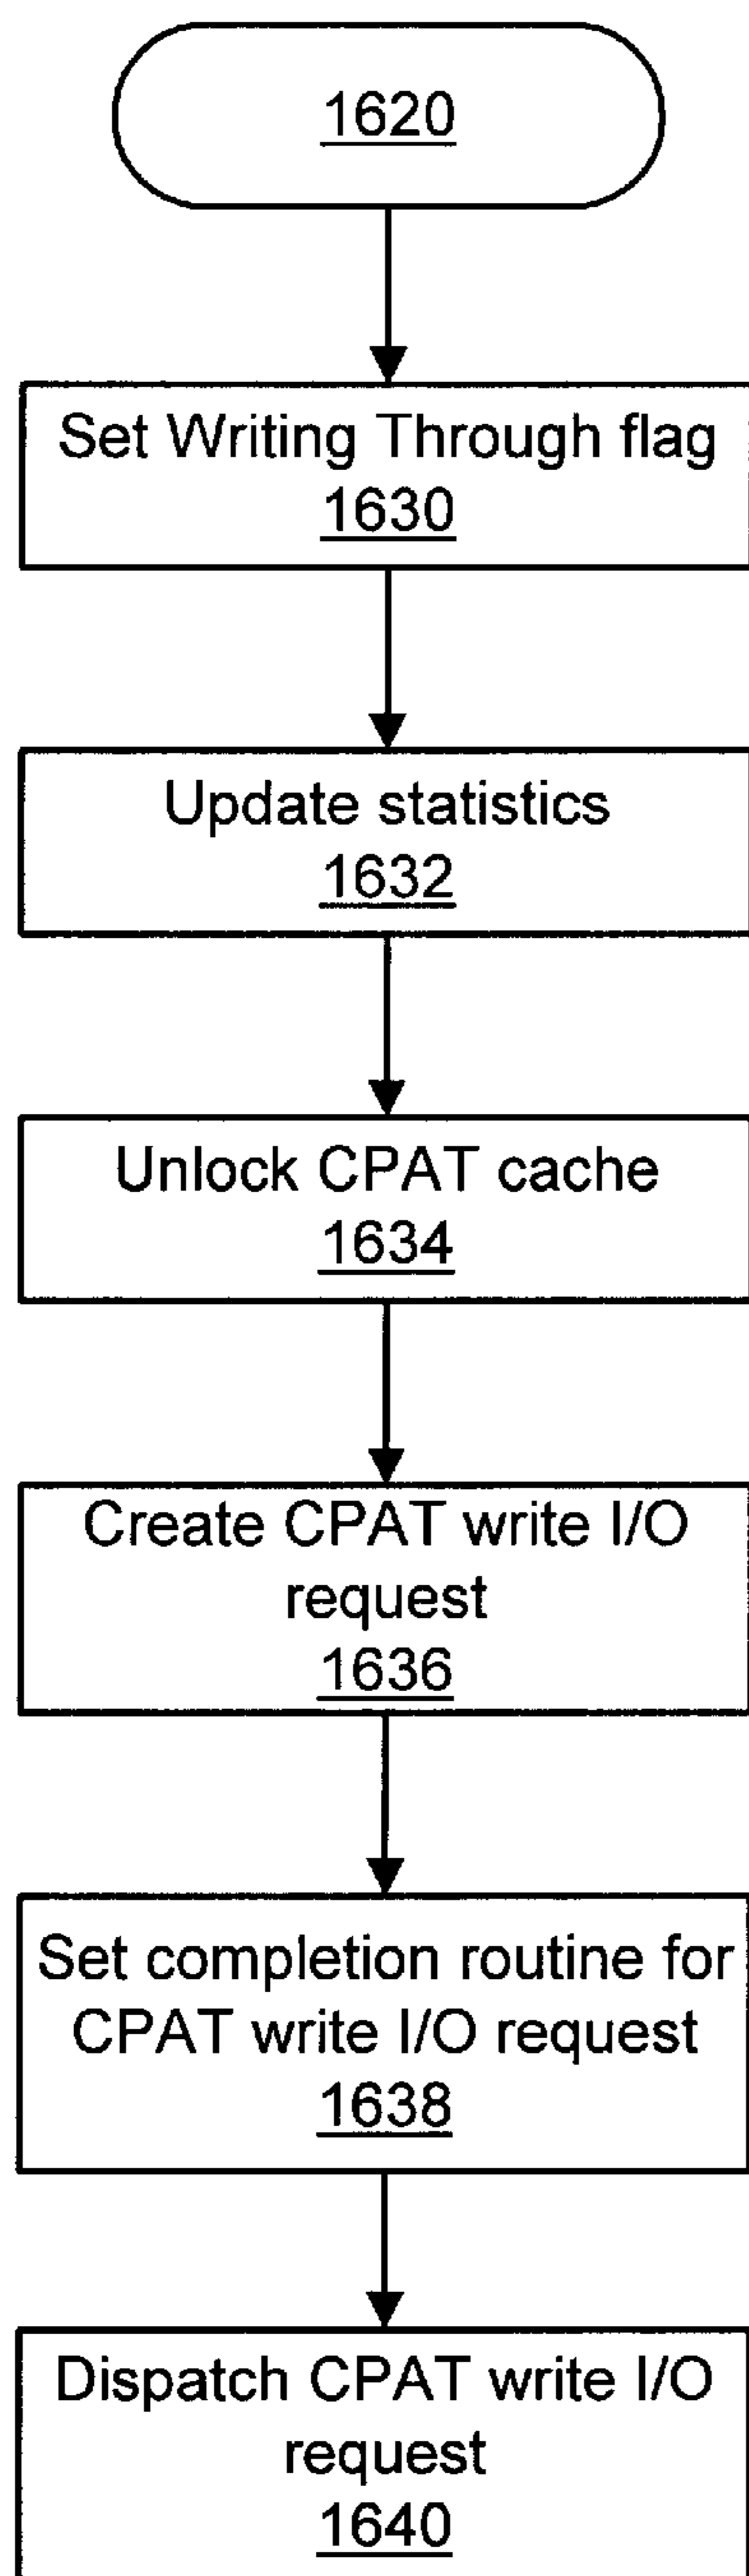 1620
Set Writing Through flag
1630
Update statistics
1632
Unlock CPAT cache
1634
Create CPAT write I/O
request
1636
Set completion routine for
CPAT write I/O request
1638
Dispatch CPAT write I/O
request
1640